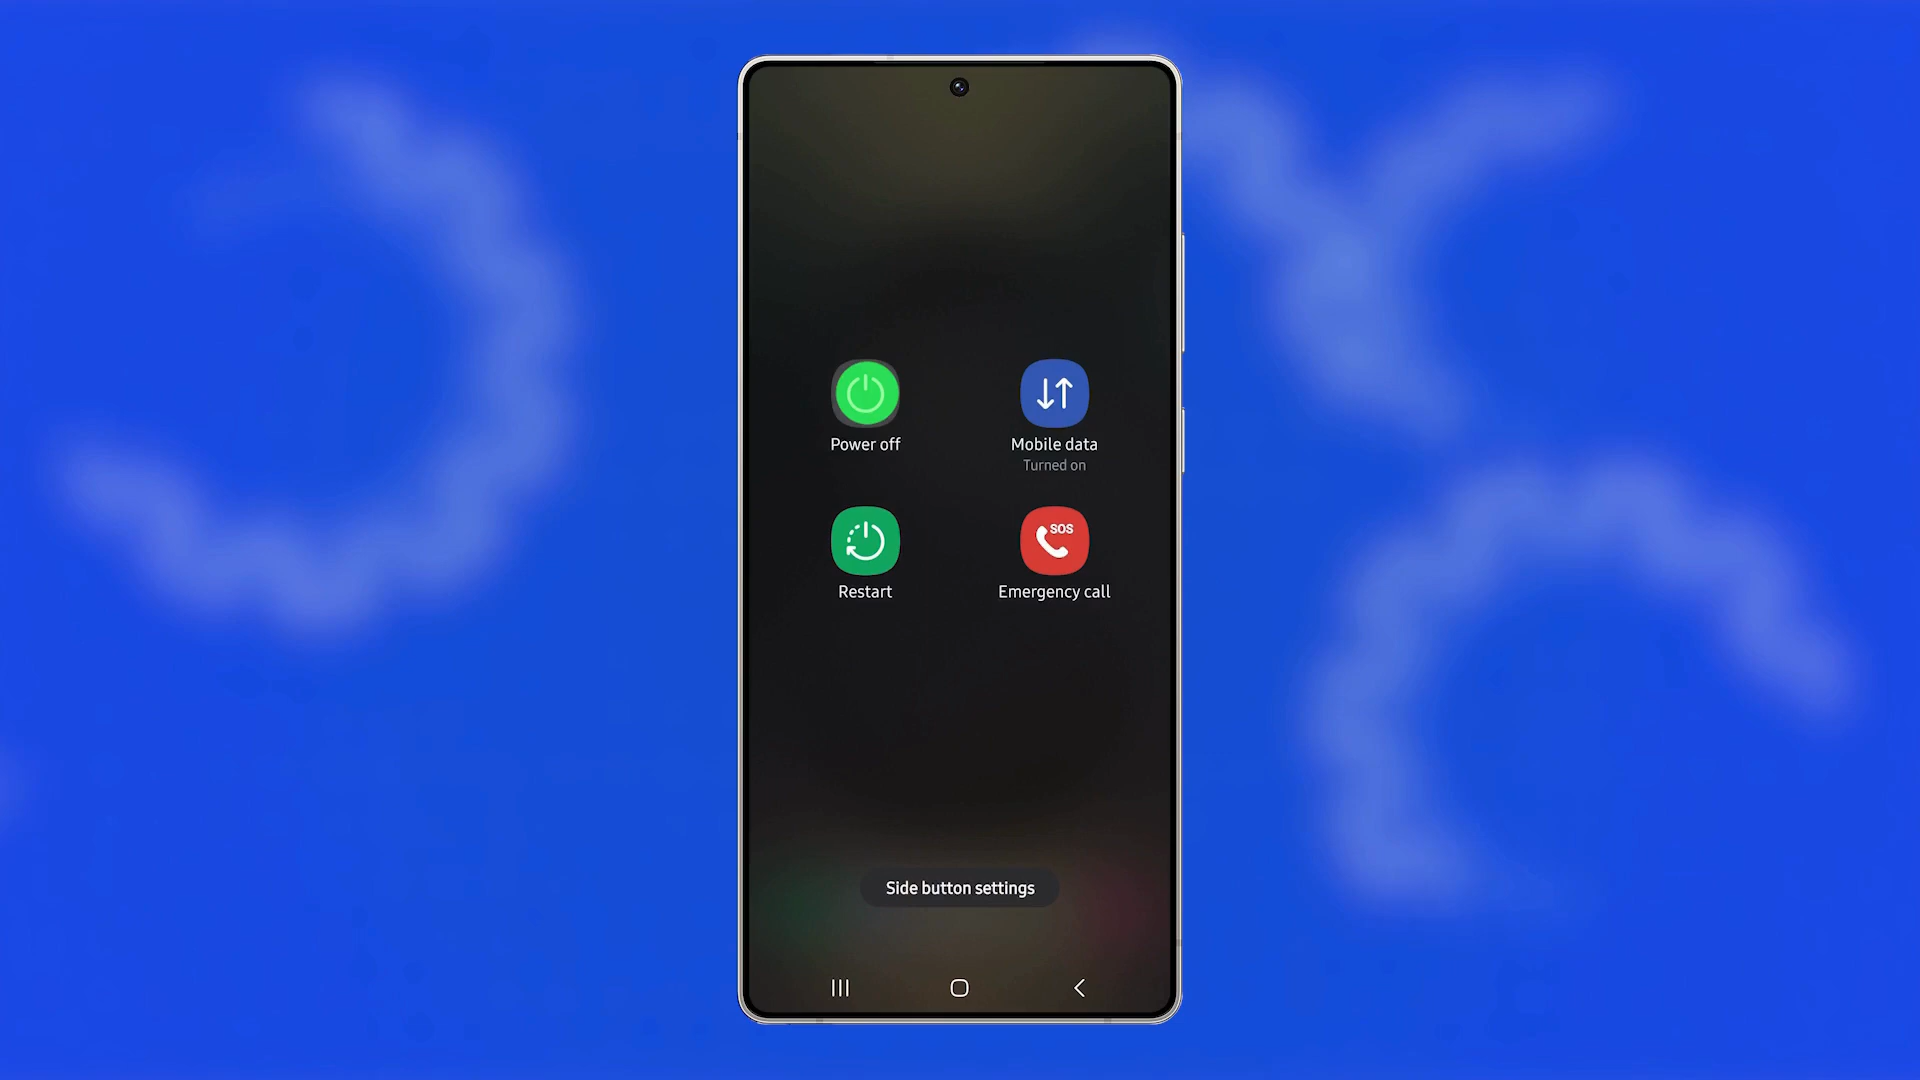 Power off
Mobile data
Turned on
SOS
Restart
Emergency call
Side button settings